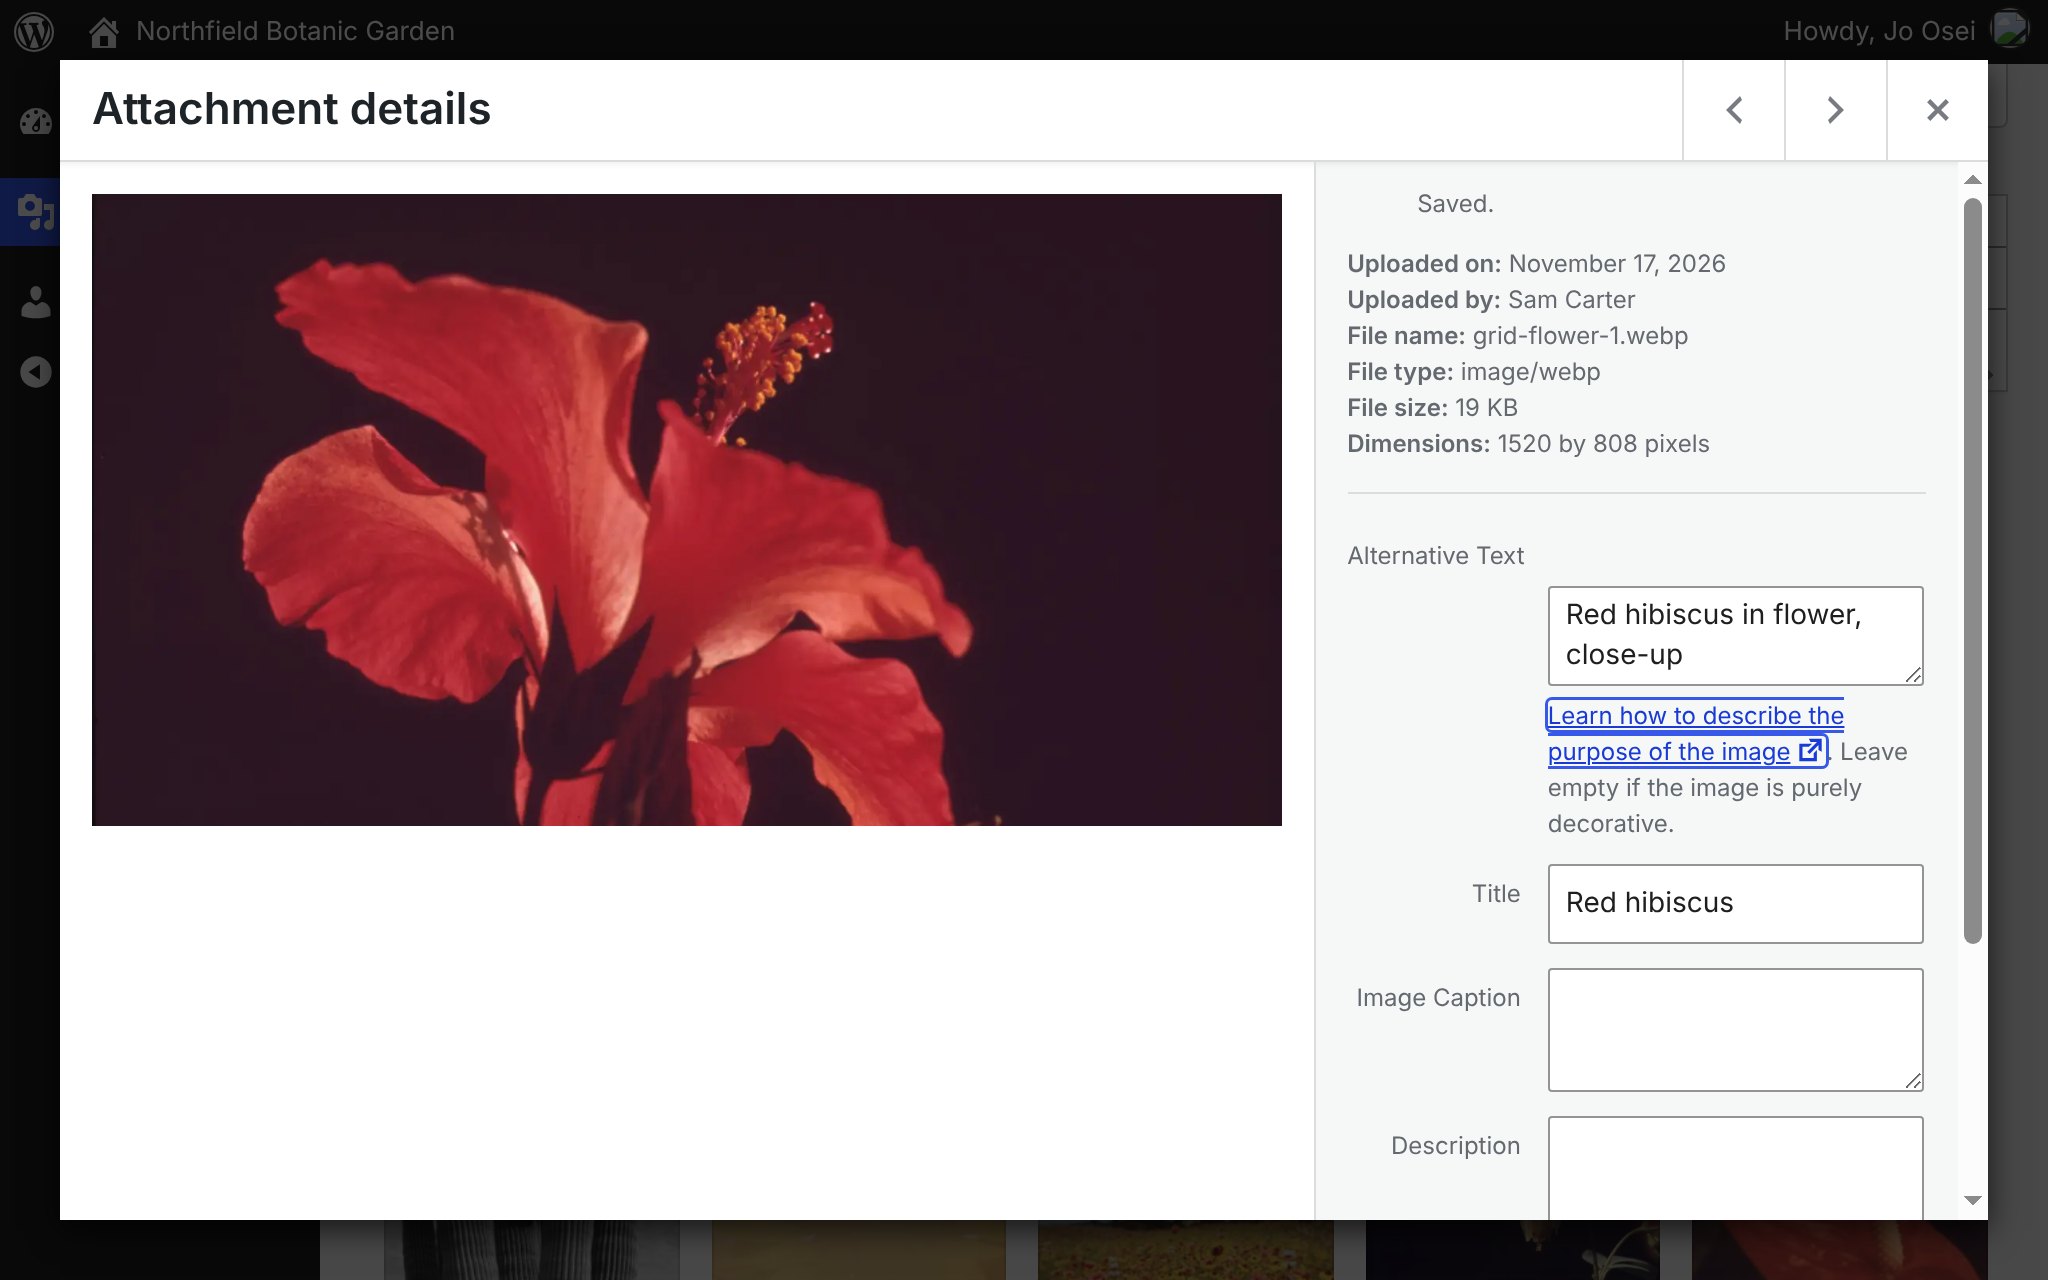 Northfield Botanic Garden
Howdy, Jo Osei
Attachment details
Saved.
Uploaded on: November 17, 2026
Uploaded by: Sam Carter
File name: grid-flower-1.webp
File type: image/webp
File size: 19 KB
Dimensions: 1520 by 808 pixels
Alternative Text
Red hibiscus in flower,
close-up
Learn how to describe the
purpose of the image. Leave
empty if the image is purely
decorative.
Title
Red hibiscus
Image Caption
Description